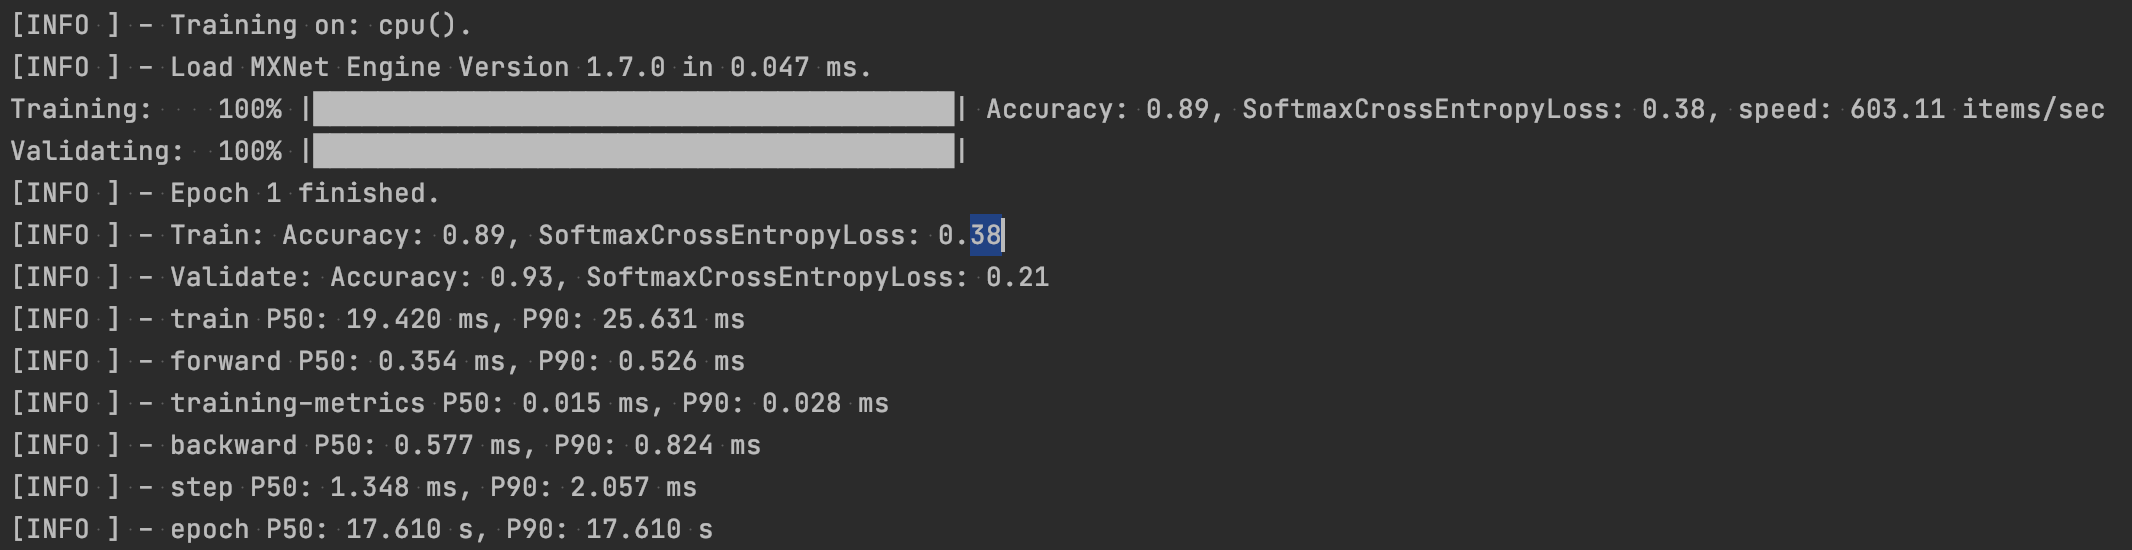 [INFO ] - Training on: cpu().
[INFO ] - Load MXNet Engine Version 1.7.0 in 0.047 ms.
Training:    100% |████████████████████████████████████████| Accuracy: 0.89, SoftmaxCrossEntropyLoss: 0.38, speed: 603.11 items/sec
Validating:  100% |████████████████████████████████████████|
[INFO ] - Epoch 1 finished.
[INFO ] - Train: Accuracy: 0.89, SoftmaxCrossEntropyLoss: 0.38
[INFO ] - Validate: Accuracy: 0.93, SoftmaxCrossEntropyLoss: 0.21
[INFO ] - train P50: 19.420 ms, P90: 25.631 ms
[INFO ] - forward P50: 0.354 ms, P90: 0.526 ms
[INFO ] - training-metrics P50: 0.015 ms, P90: 0.028 ms
[INFO ] - backward P50: 0.577 ms, P90: 0.824 ms
[INFO ] - step P50: 1.348 ms, P90: 2.057 ms
[INFO ] - epoch P50: 17.610 s, P90: 17.610 s